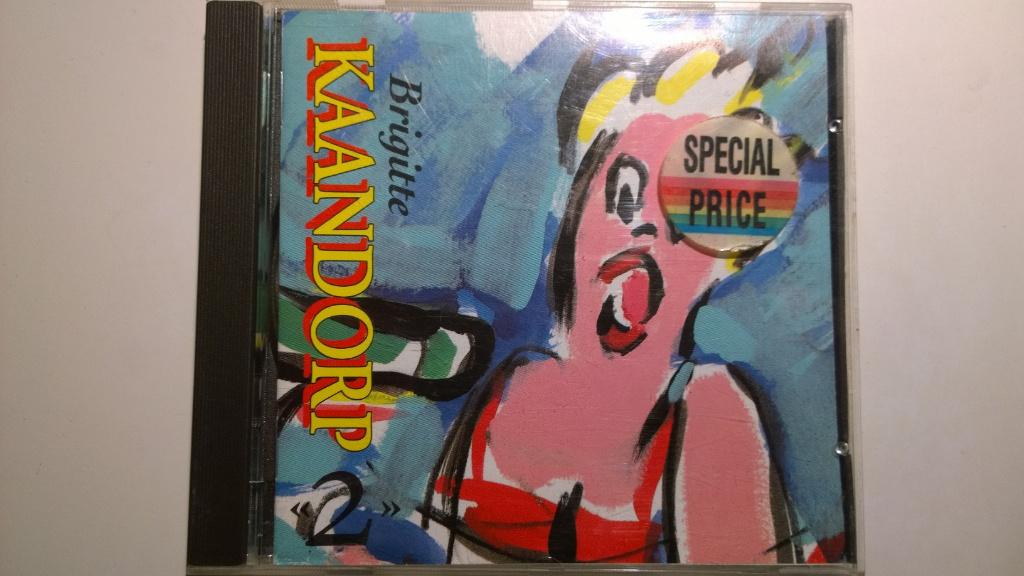 Brigitte
KAANDORP
«2»
SPECIAL
PRICE